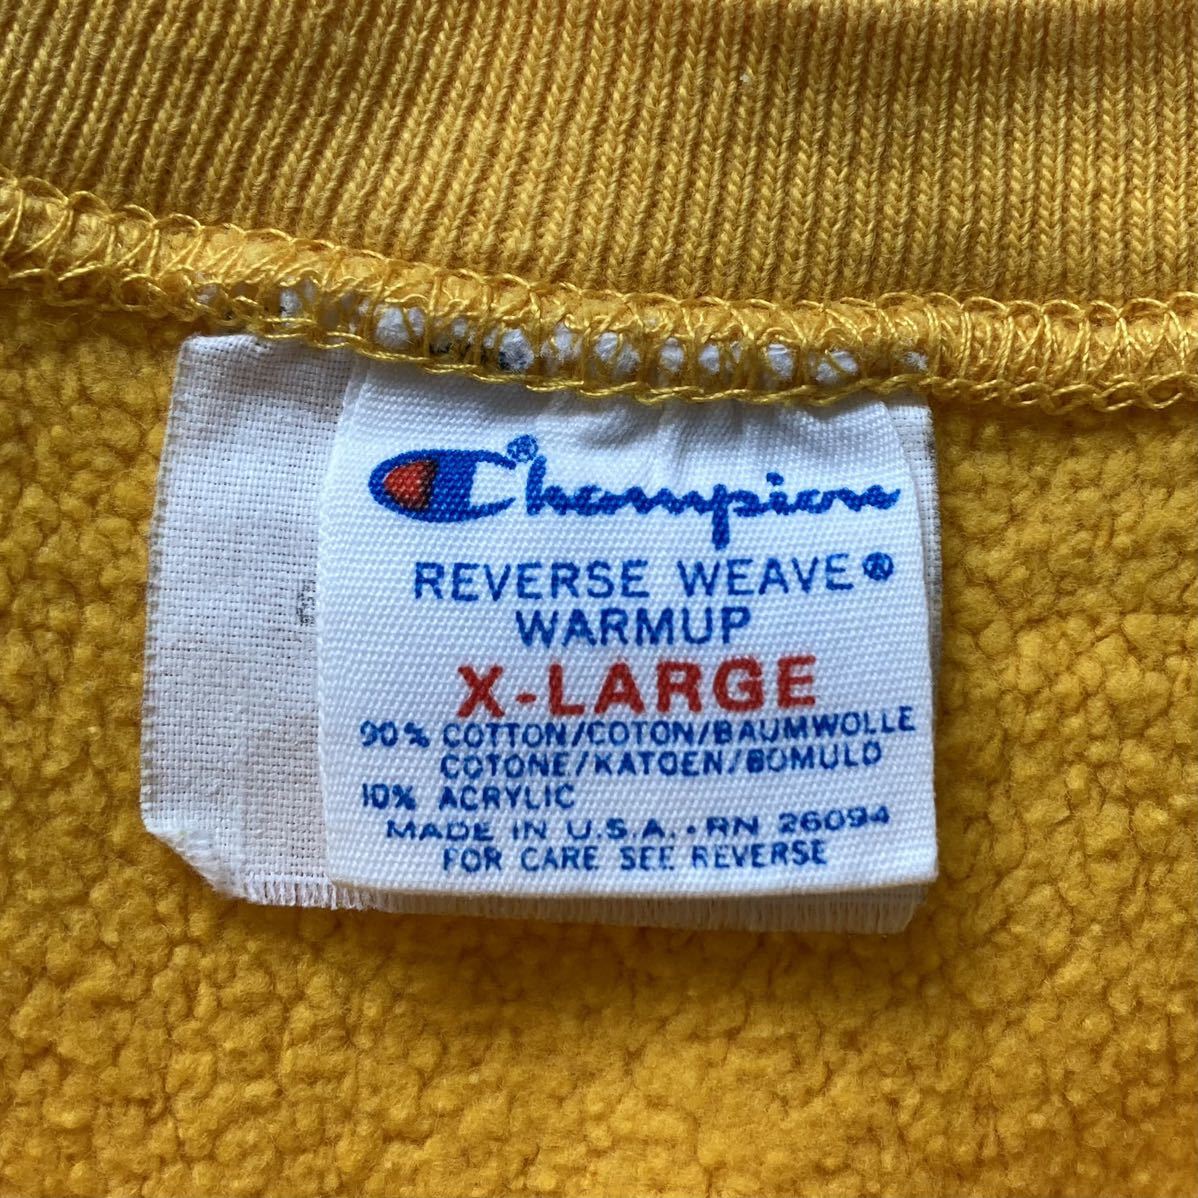 Champion®
REVERSE WEAVE®
WARMUP
X-LARGE
90% COTTON/COTON/BAUMWOLLE
COTONE/KATOEN/BOMULD
10% ACRYLIC
MADE IN U.S.A. • RN 26094
FOR CARE SEE REVERSE